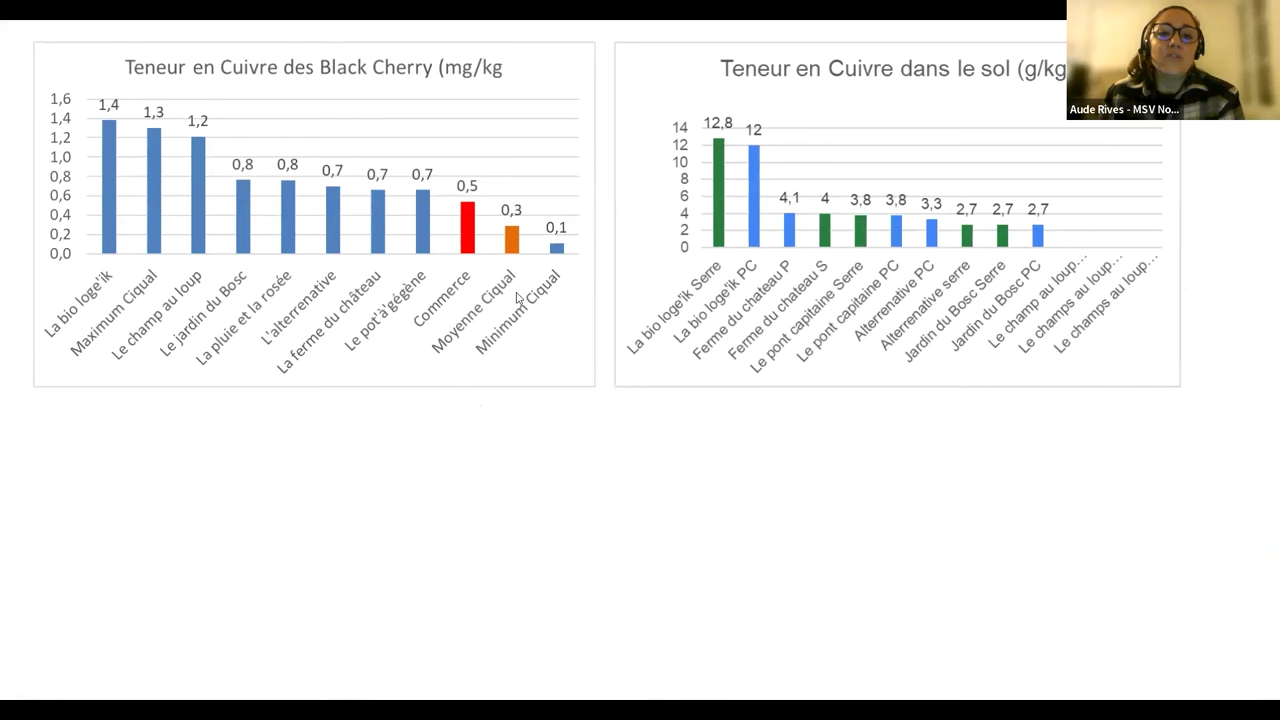 Teneur en Cuivre des Black Cherry (mg/kg
1,6
1,4
1,2
1,0
0,8
0,6
0,4
0,2
0,0
1,4
1,3
1,2
0,8
0,8
0,7
0,7
0,7
0,5
0,3
0,1
La bio loge'ik
Maximum Ciqual
Le champ au loup
Le jardin du Bosc
La pluie et la rosée
L'alterrenative
La ferme du château
Le pot'à'gégène
Commerce
Moyenne Ciqual
Minimum Ciqual
Teneur en Cuivre dans le sol (g/kg
14
12
10
8
6
4
2
0
12,8
12
4,1
4
3,8
3,8
3,3
2,7
2,7
2,7
La bio loge'ik Serre
La bio loge'ik PC
Ferme du chateau P
Ferme du chateau S
Le pont capitaine Serre
Le pont capitaine PC
Alterrenative PC
Alterrenative serre
Jardin du Bosc Serre
Jardin du Bosc PC
Le champ au loup...
Le champs au loup...
Le champs au loup...
Aude Rives - MSV No...